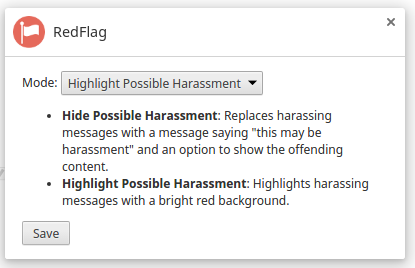 RedFlag
Mode: Highlight Possible Harassment
• Hide Possible Harassment: Replaces harassing
messages with a message saying "this may be
harassment" and an option to show the offending
content.
• Highlight Possible Harassment: Highlights harassing
messages with a bright red background.
Save